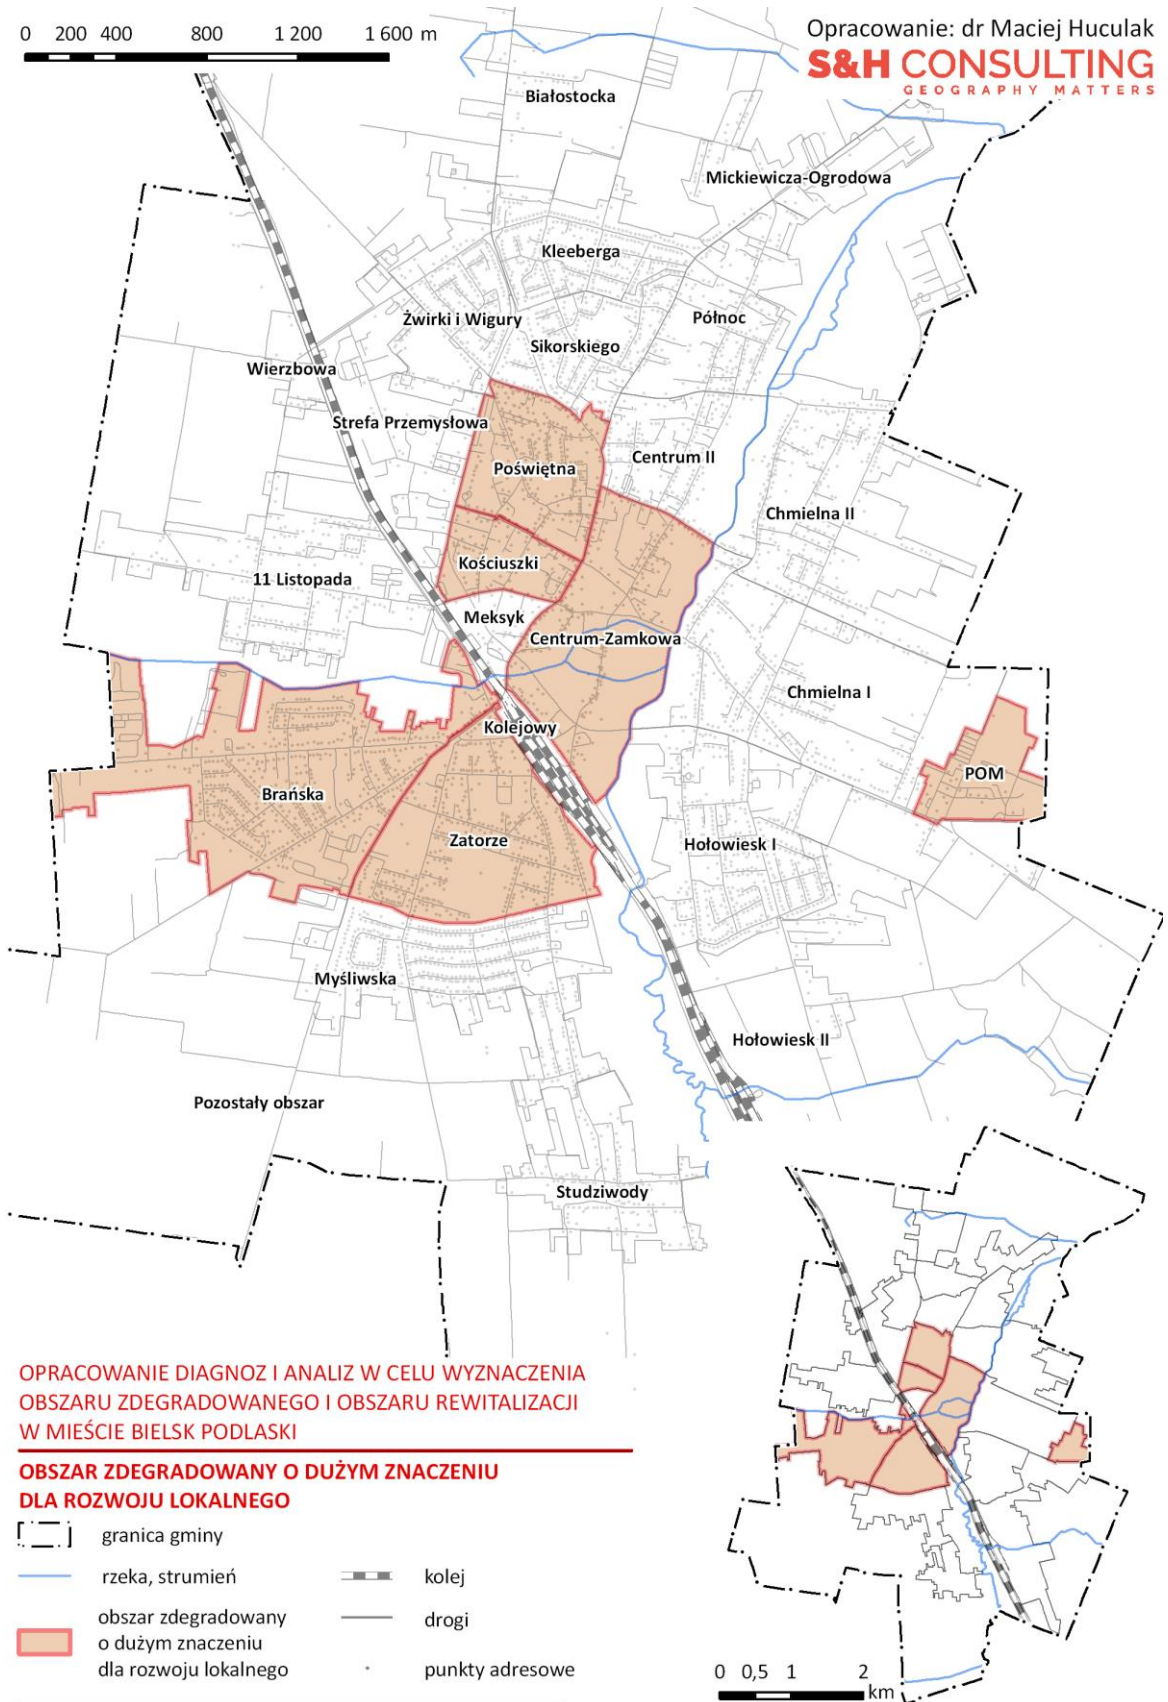 0 200 400 800 1 200 1 600 m
Opracowanie: dr Maciej Huculak
S&H CONSULTING
GEOGRAPHY MATTERS
Białostocka
Mickiewicza-Ogrodowa
Kleeberga
Żwirki i Wigury
Północ
Sikorskiego
Wierzbowa
Strefa Przemysłowa
Poświętna
Centrum II
Chmielna II
Kościuszki
11 Listopada
Meksyk
Centrum-Zamkowa
Chmielna I
Kolejowy
POM
Brańska
Zatorze
Hołowiesk I
Myśliwska
Hołowiesk II
Pozostały obszar
Studziwody
OPRACOWANIE DIAGNOZ I ANALIZ W CELU WYZNACZENIA
OBSZARU ZDEGRADOWANEGO I OBSZARU REWITALIZACJI
W MIEŚCIE BIELSK PODLASKI
OBSZAR ZDEGRADOWANY O DUŻYM ZNACZENIU
DLA ROZWOJU LOKALNEGO
granica gminy
rzeka, strumień
kolej
obszar zdegradowany
o dużym znaczeniu
dla rozwoju lokalnego
drogi
punkty adresowe
0 0,5 1 2
km